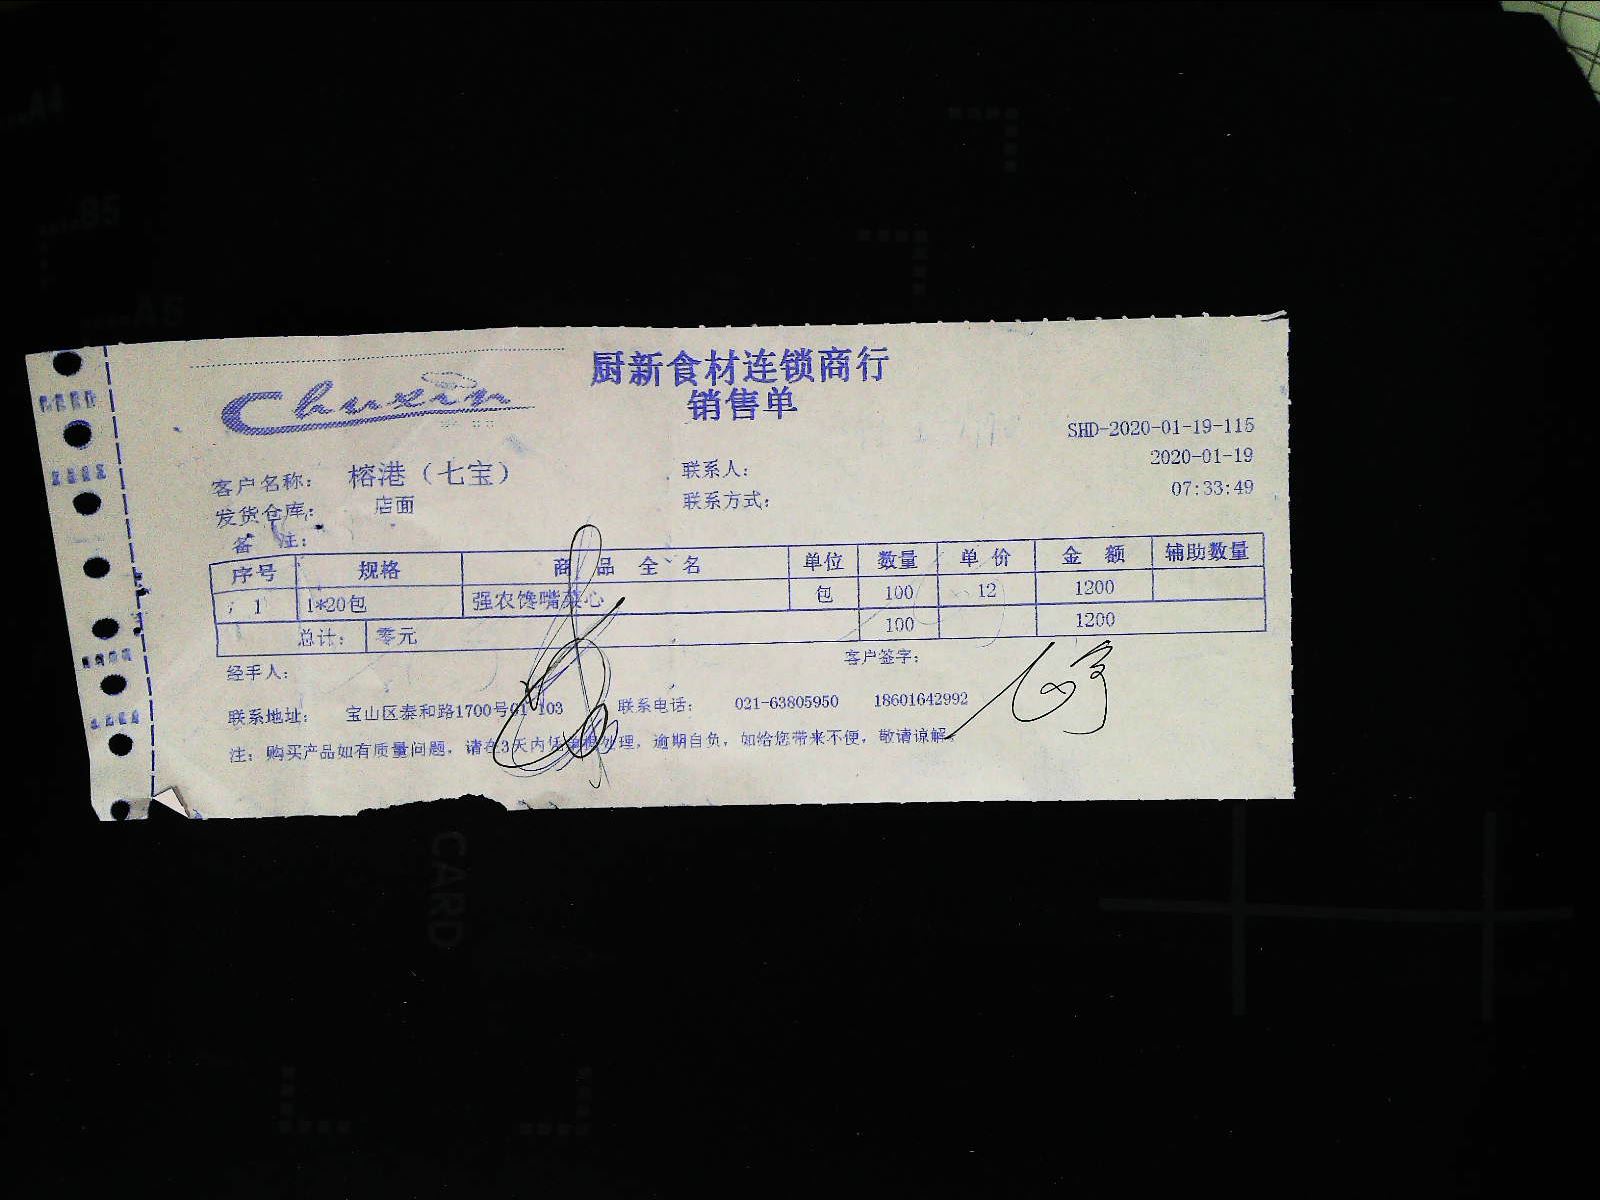 厨新食材连锁商行
Chuxin
销售单
SHD-2020-01-19-115
2020-01-19
07:33:49
客户名称： 榕港（七宝） 联系人：
发货仓库： 店面 联系方式：
备 注：
序号 规格 商 品 全 名 单位 数量 单 价 金 额 辅助数量
1 1*20包 强农馋嘴菜心 包 100 12 1200
总计： 零元 100 1200
经手人： 客户签字：
联系地址： 宝山区泰和路1700号01 103 联系电话： 021-63805950 18601642992
注：购买产品如有质量问题，请在3天内凭单据处理，逾期自负，如给您带来不便，敬请谅解。
A4
B5
A6
CARD